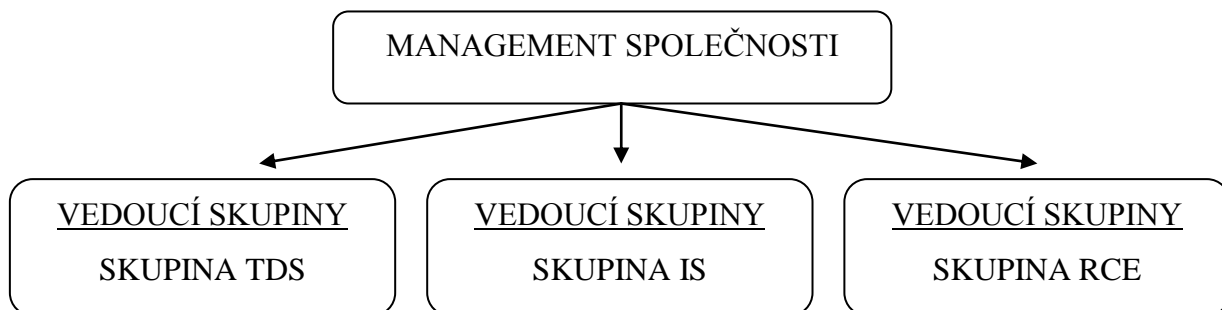 MANAGEMENT SPOLEČNOSTI
VEDOUCÍ SKUPINY
SKUPINA TDS
VEDOUCÍ SKUPINY
SKUPINA IS
VEDOUCÍ SKUPINY
SKUPINA RCE